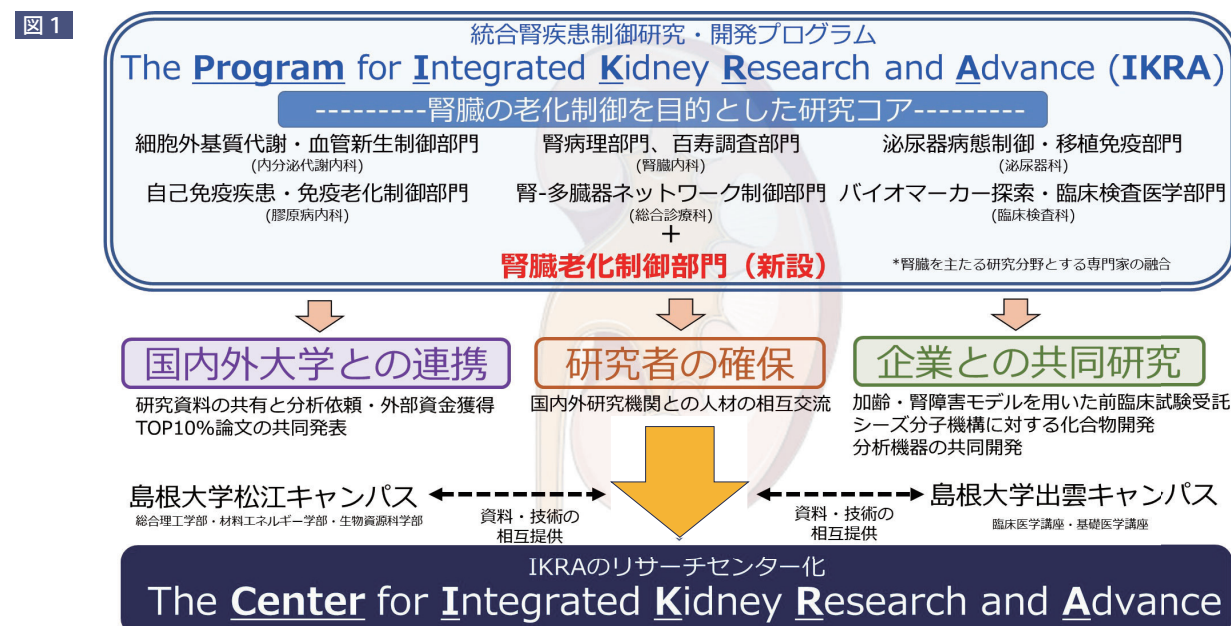 図1
統合腎疾患制御研究・開発プログラム
The Program for Integrated Kidney Research and Advance (IKRA)
---------腎臓の老化制御を目的とした研究コア---------
細胞外基質代謝・血管新生制御部門
(内分泌代謝内科)
腎病理部門、百寿調査部門
(腎臓内科)
泌尿器病態制御・移植免疫部門
(泌尿器科)
自己免疫疾患・免疫老化制御部門
(膠原病内科)
腎-多臓器ネットワーク制御部門
(総合診療科)
バイオマーカー探索・臨床検査医学部門
(臨床検査科)
+
腎臓老化制御部門（新設）
*腎臓を主たる研究分野とする専門家の融合
国内外大学との連携
研究資料の共有と分析依頼・外部資金獲得
TOP10%論文の共同発表
研究者の確保
国内外研究機関との人材の相互交流
企業との共同研究
加齢・腎障害モデルを用いた前臨床試験受託
シーズ分子機構に対する化合物開発
分析機器の共同開発
島根大学松江キャンパス
総合理工学部・材料エネルギー学部・生物資源科学部
資料・技術の
相互提供
資料・技術の
相互提供
島根大学出雲キャンパス
臨床医学講座・基礎医学講座
IKRAのリサーチセンター化
The Center for Integrated Kidney Research and Advance